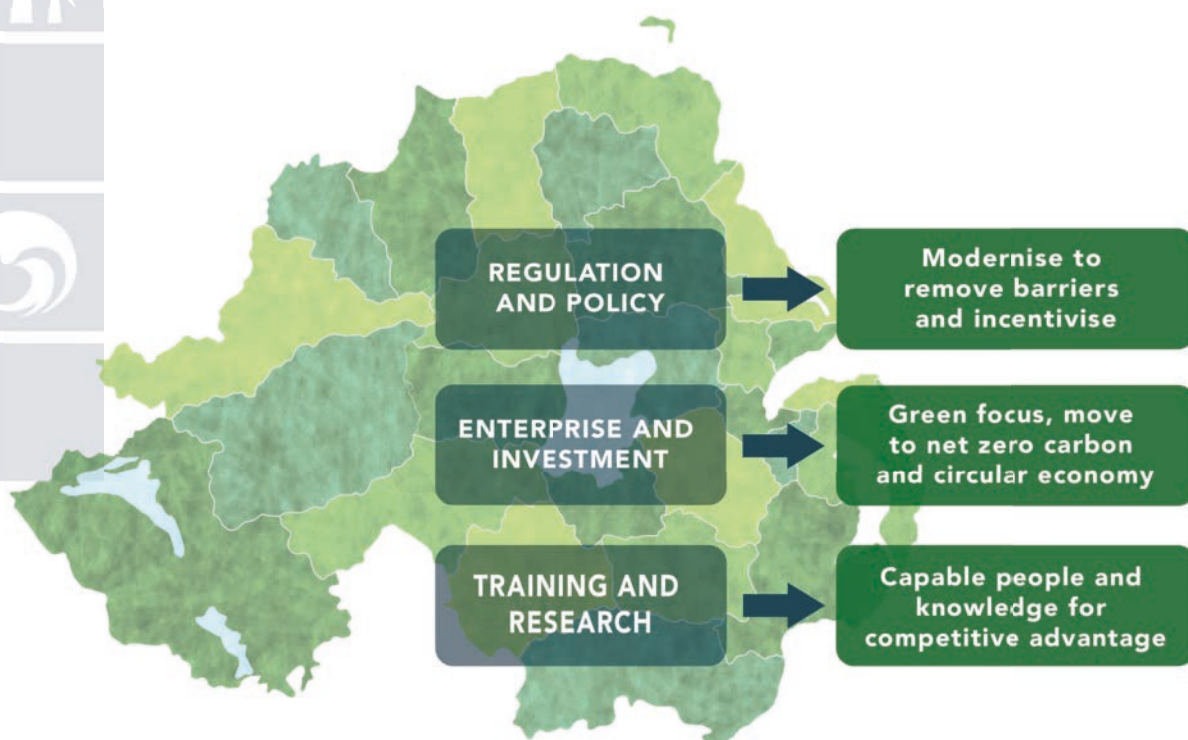 REGULATION
AND POLICY
Modernise to
remove barriers
and incentivise
ENTERPRISE AND
INVESTMENT
Green focus, move
to net zero carbon
and circular economy
TRAINING AND
RESEARCH
Capable people and
knowledge for
competitive advantage